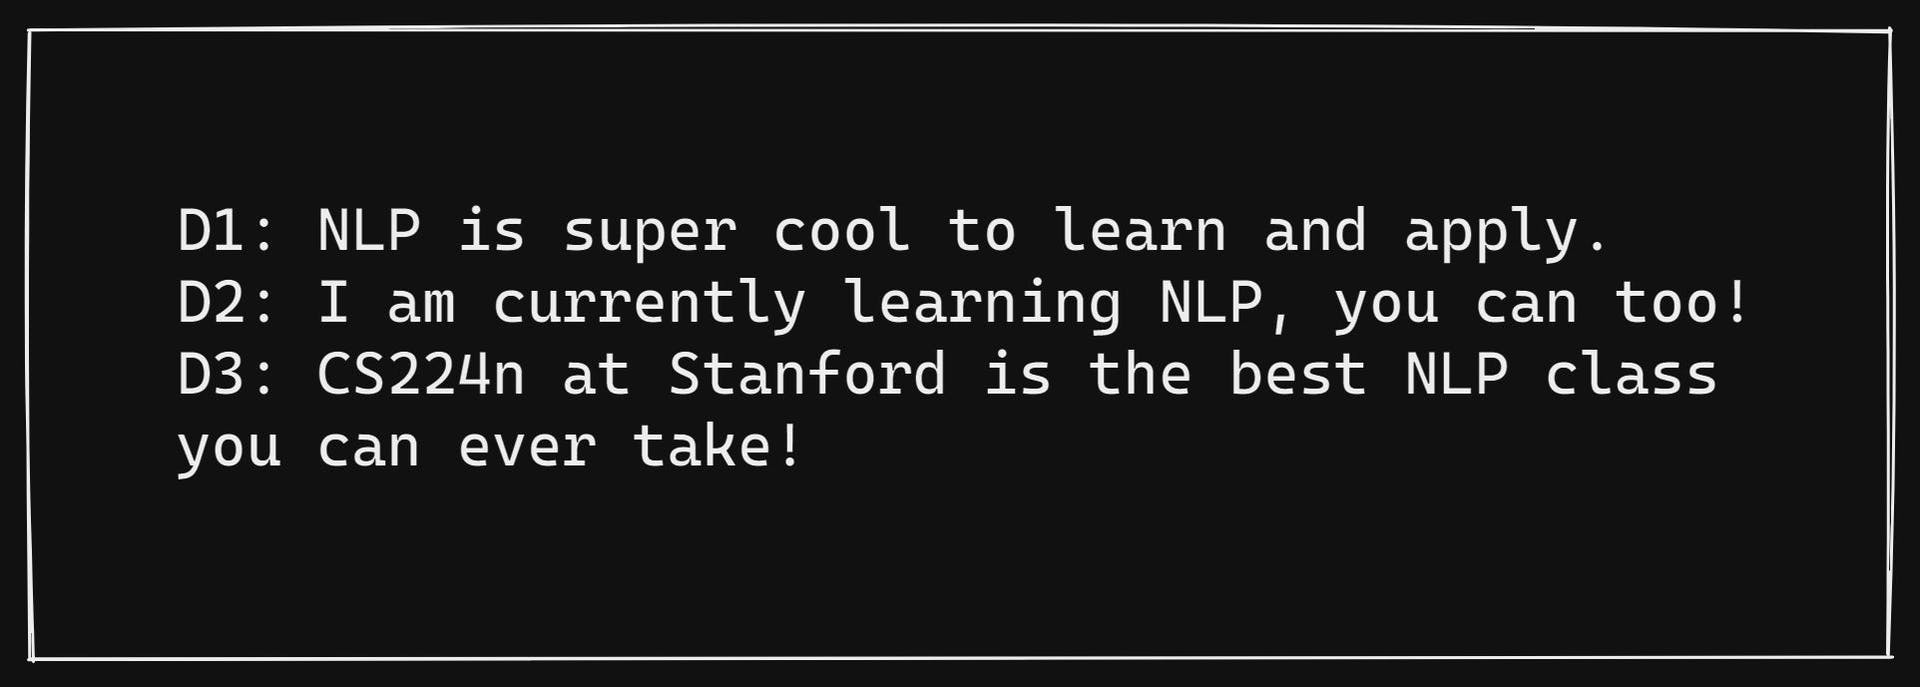 D1: NLP is super cool to learn and apply.
D2: I am currently learning NLP, you can too!
D3: CS224n at Stanford is the best NLP class
you can ever take!